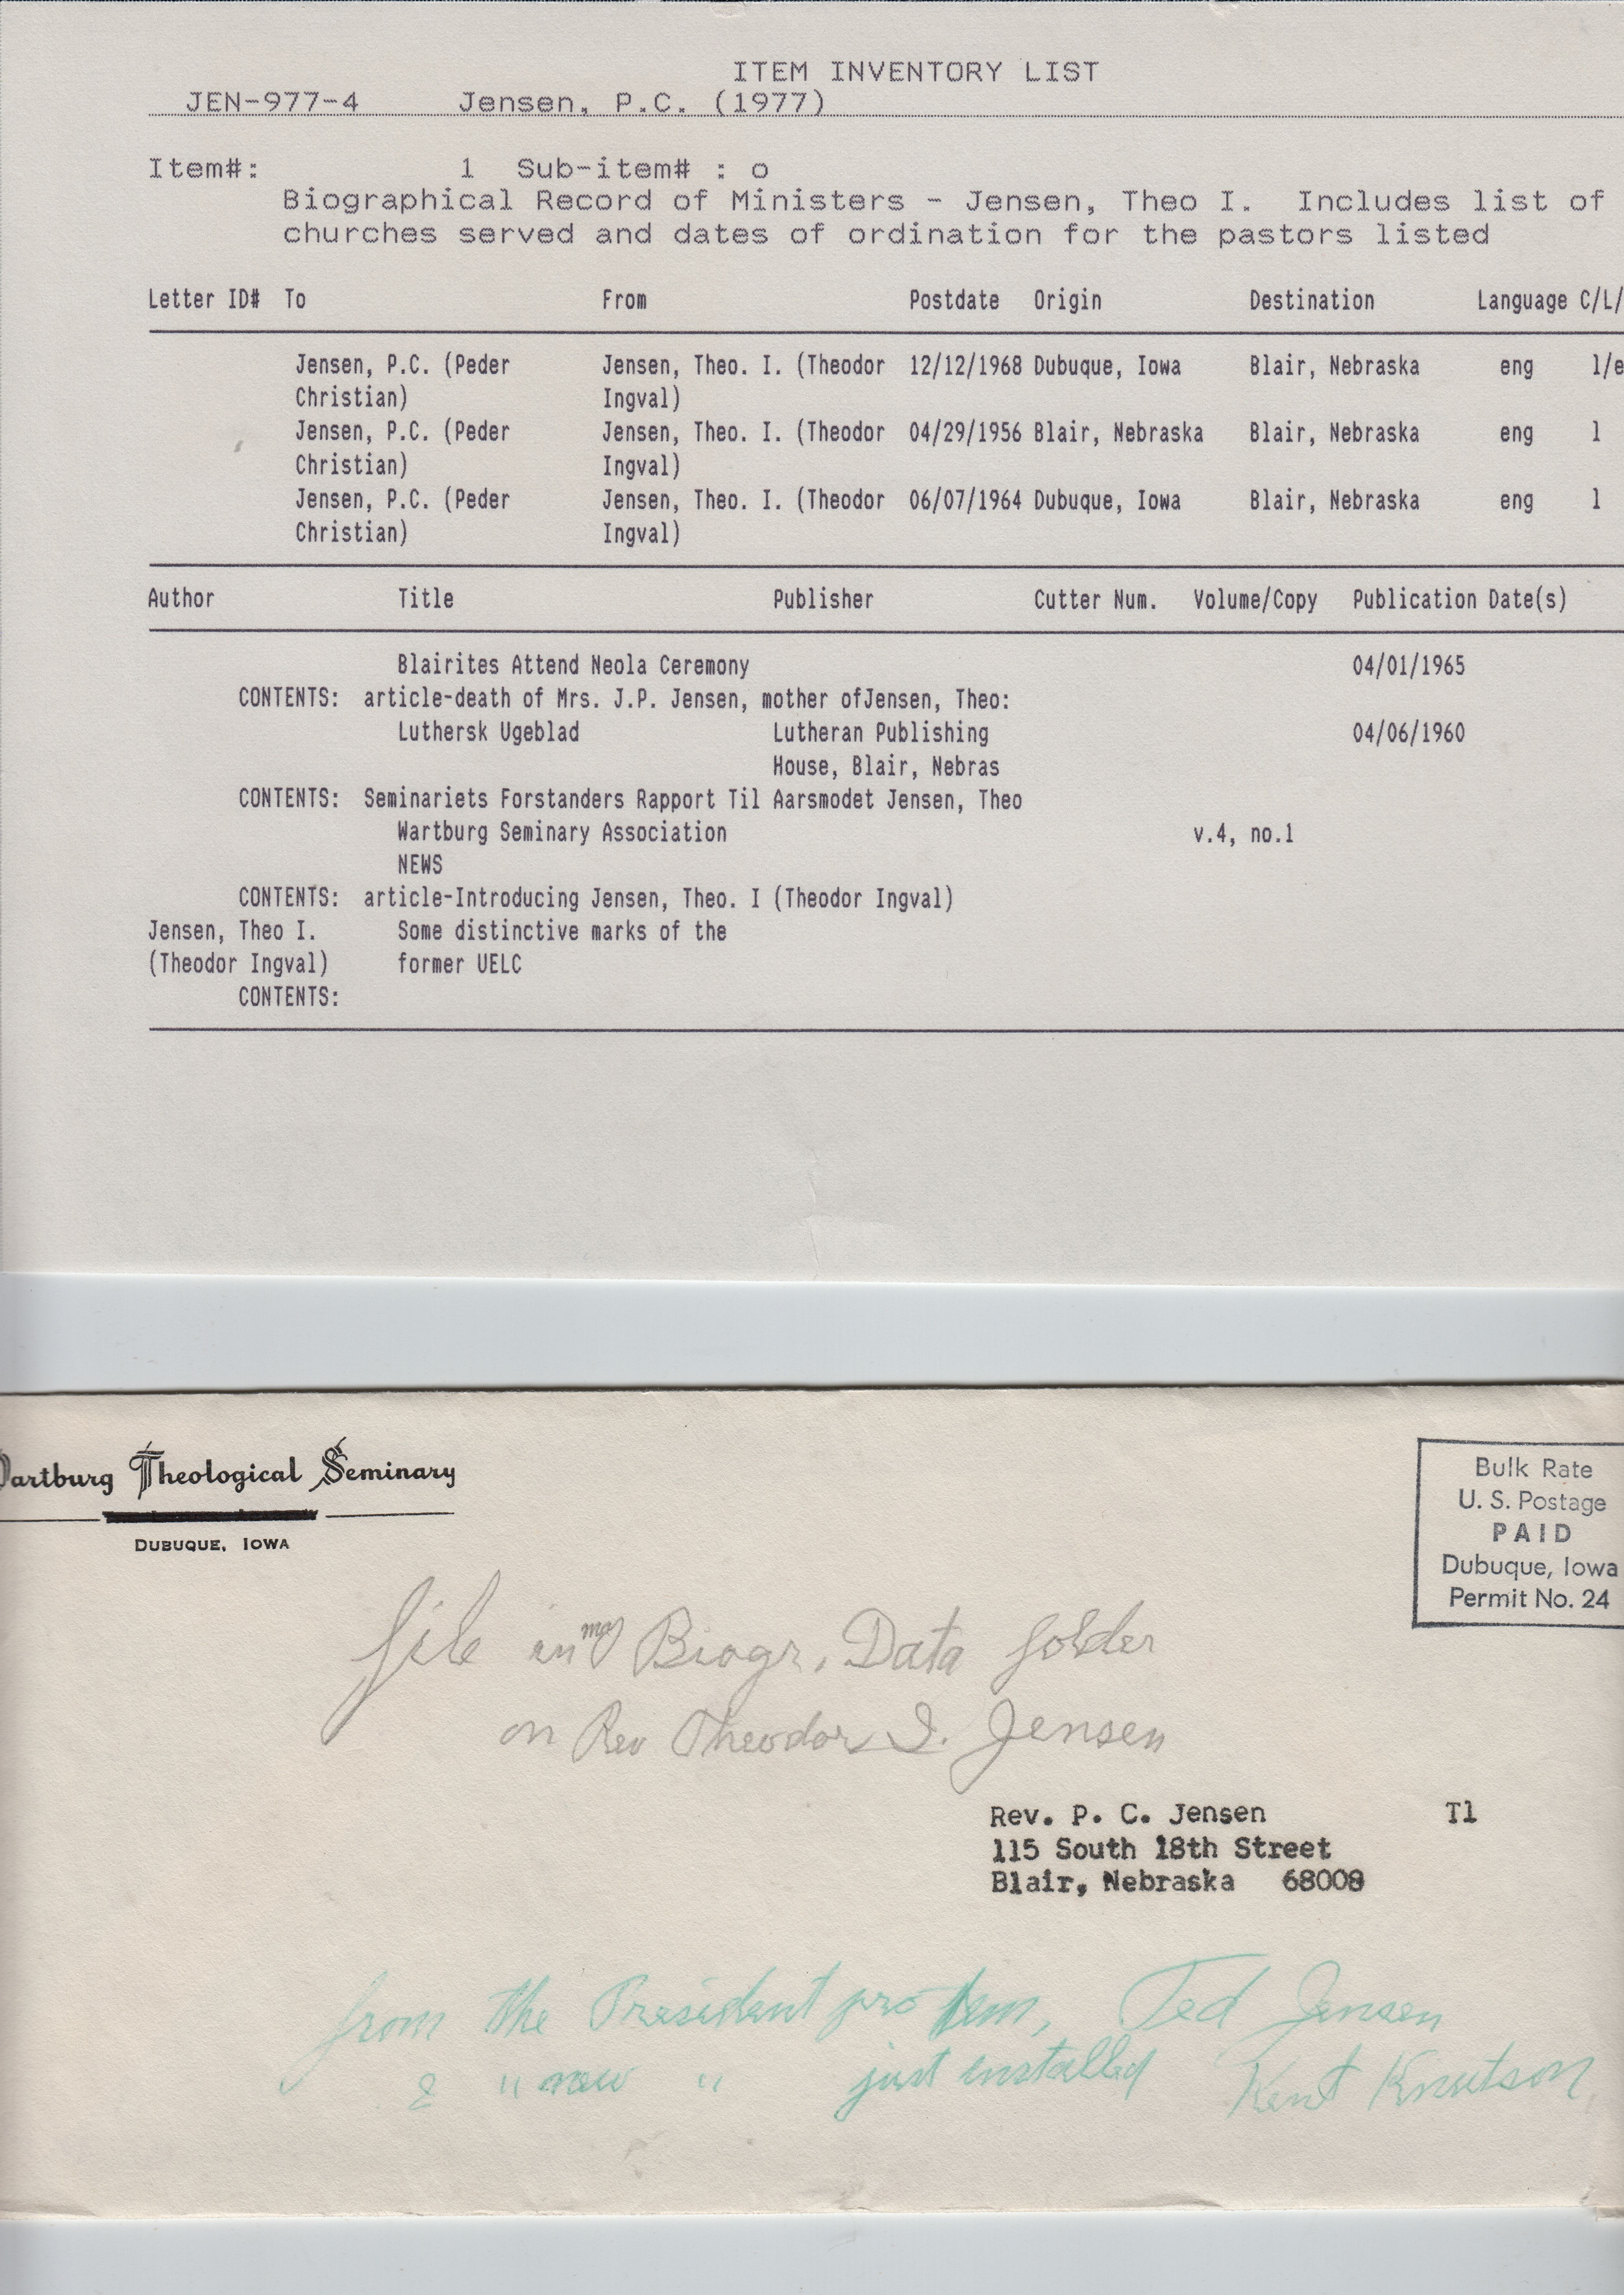 ITEM INVENTORY LIST
JEN-977-4 Jensen, P.C. (1977)
Item#: 1 Sub-item# : o
Biographical Record of Ministers - Jensen, Theo I. Includes list of
churches served and dates of ordination for the pastors listed
Letter ID# To From Postdate Origin Destination Language C/L/
Jensen, P.C. (Peder Jensen, Theo. I. (Theodor 12/12/1968 Dubuque, Iowa Blair, Nebraska eng l/e
Christian) Ingval)
Jensen, P.C. (Peder Jensen, Theo. I. (Theodor 04/29/1956 Blair, Nebraska Blair, Nebraska eng l
Christian) Ingval)
Jensen, P.C. (Peder Jensen, Theo. I. (Theodor 06/07/1964 Dubuque, Iowa Blair, Nebraska eng l
Christian) Ingval)
Author Title Publisher Cutter Num. Volume/Copy Publication Date(s)
Blairites Attend Neola Ceremony 04/01/1965
CONTENTS: article-death of Mrs. J.P. Jensen, mother ofJensen, Theo:
Luthersk Ugeblad Lutheran Publishing 04/06/1960
House, Blair, Nebras
CONTENTS: Seminariets Forstanders Rapport Til Aarsmodet Jensen, Theo
Wartburg Seminary Association v.4, no.1
NEWS
CONTENTS: article-Introducing Jensen, Theo. I (Theodor Ingval)
Jensen, Theo I. Some distinctive marks of the
(Theodor Ingval) former UELC
CONTENTS:
Wartburg Theological Seminary
DUBUQUE, IOWA
Bulk Rate
U. S. Postage
PAID
Dubuque, Iowa
Permit No. 24
file in my Biogr. Data folder
on Rev Theodor I. Jensen
Rev. P. C. Jensen Tl
115 South 18th Street
Blair, Nebraska 68008
from the President pro tem, Ted Jensen
& " new " just installed Kent Knutson